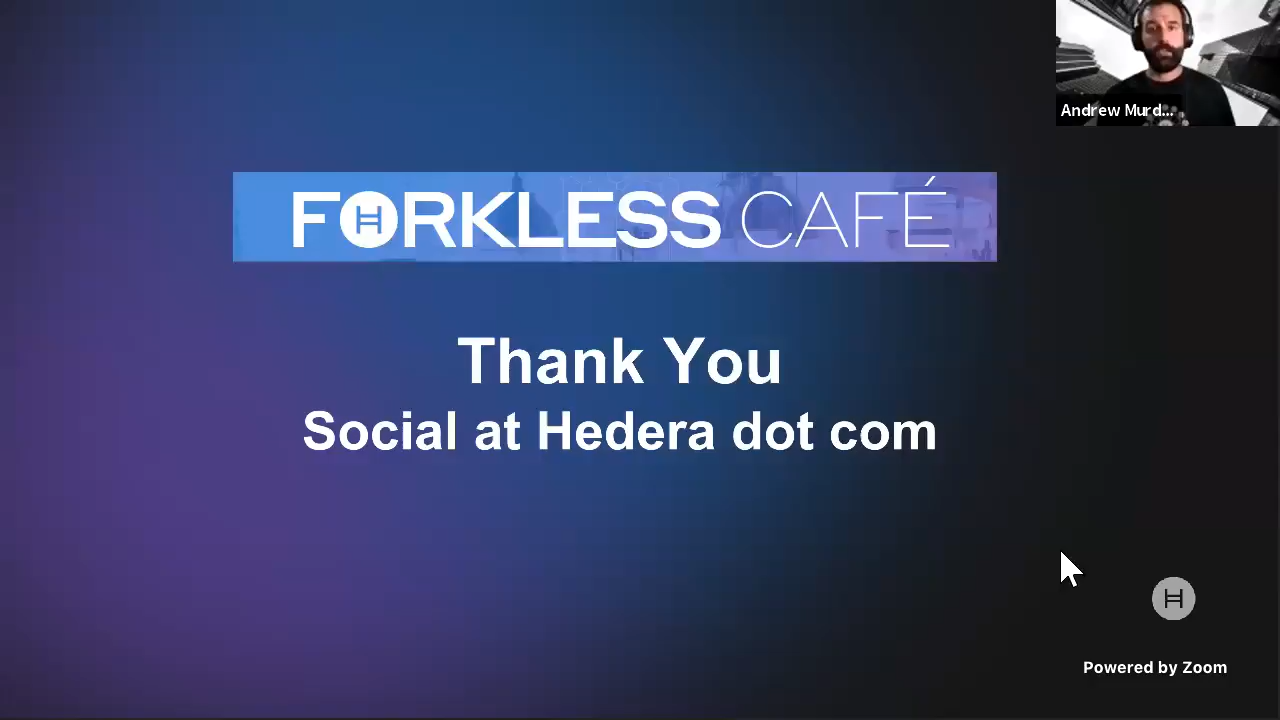 Andrew Murd...
FORKLESS CAFÉ
Thank You
Social at Hedera dot com
Powered by Zoom